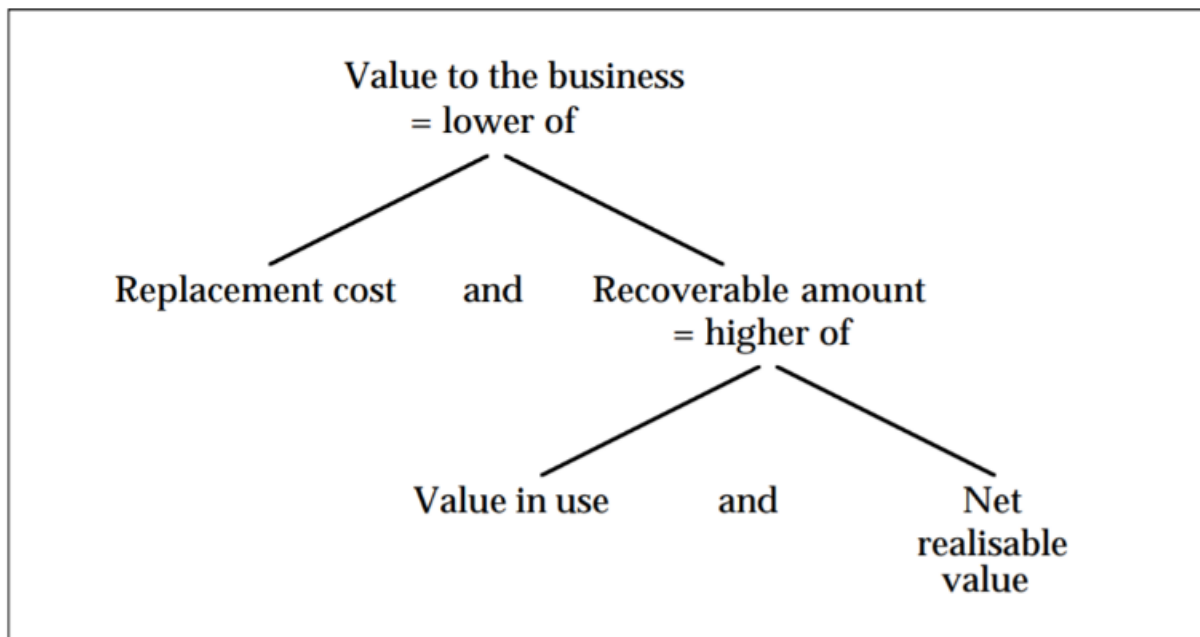 Value to the business
= lower of
Replacement cost and Recoverable amount
= higher of
Value in use and Net
realisable
value